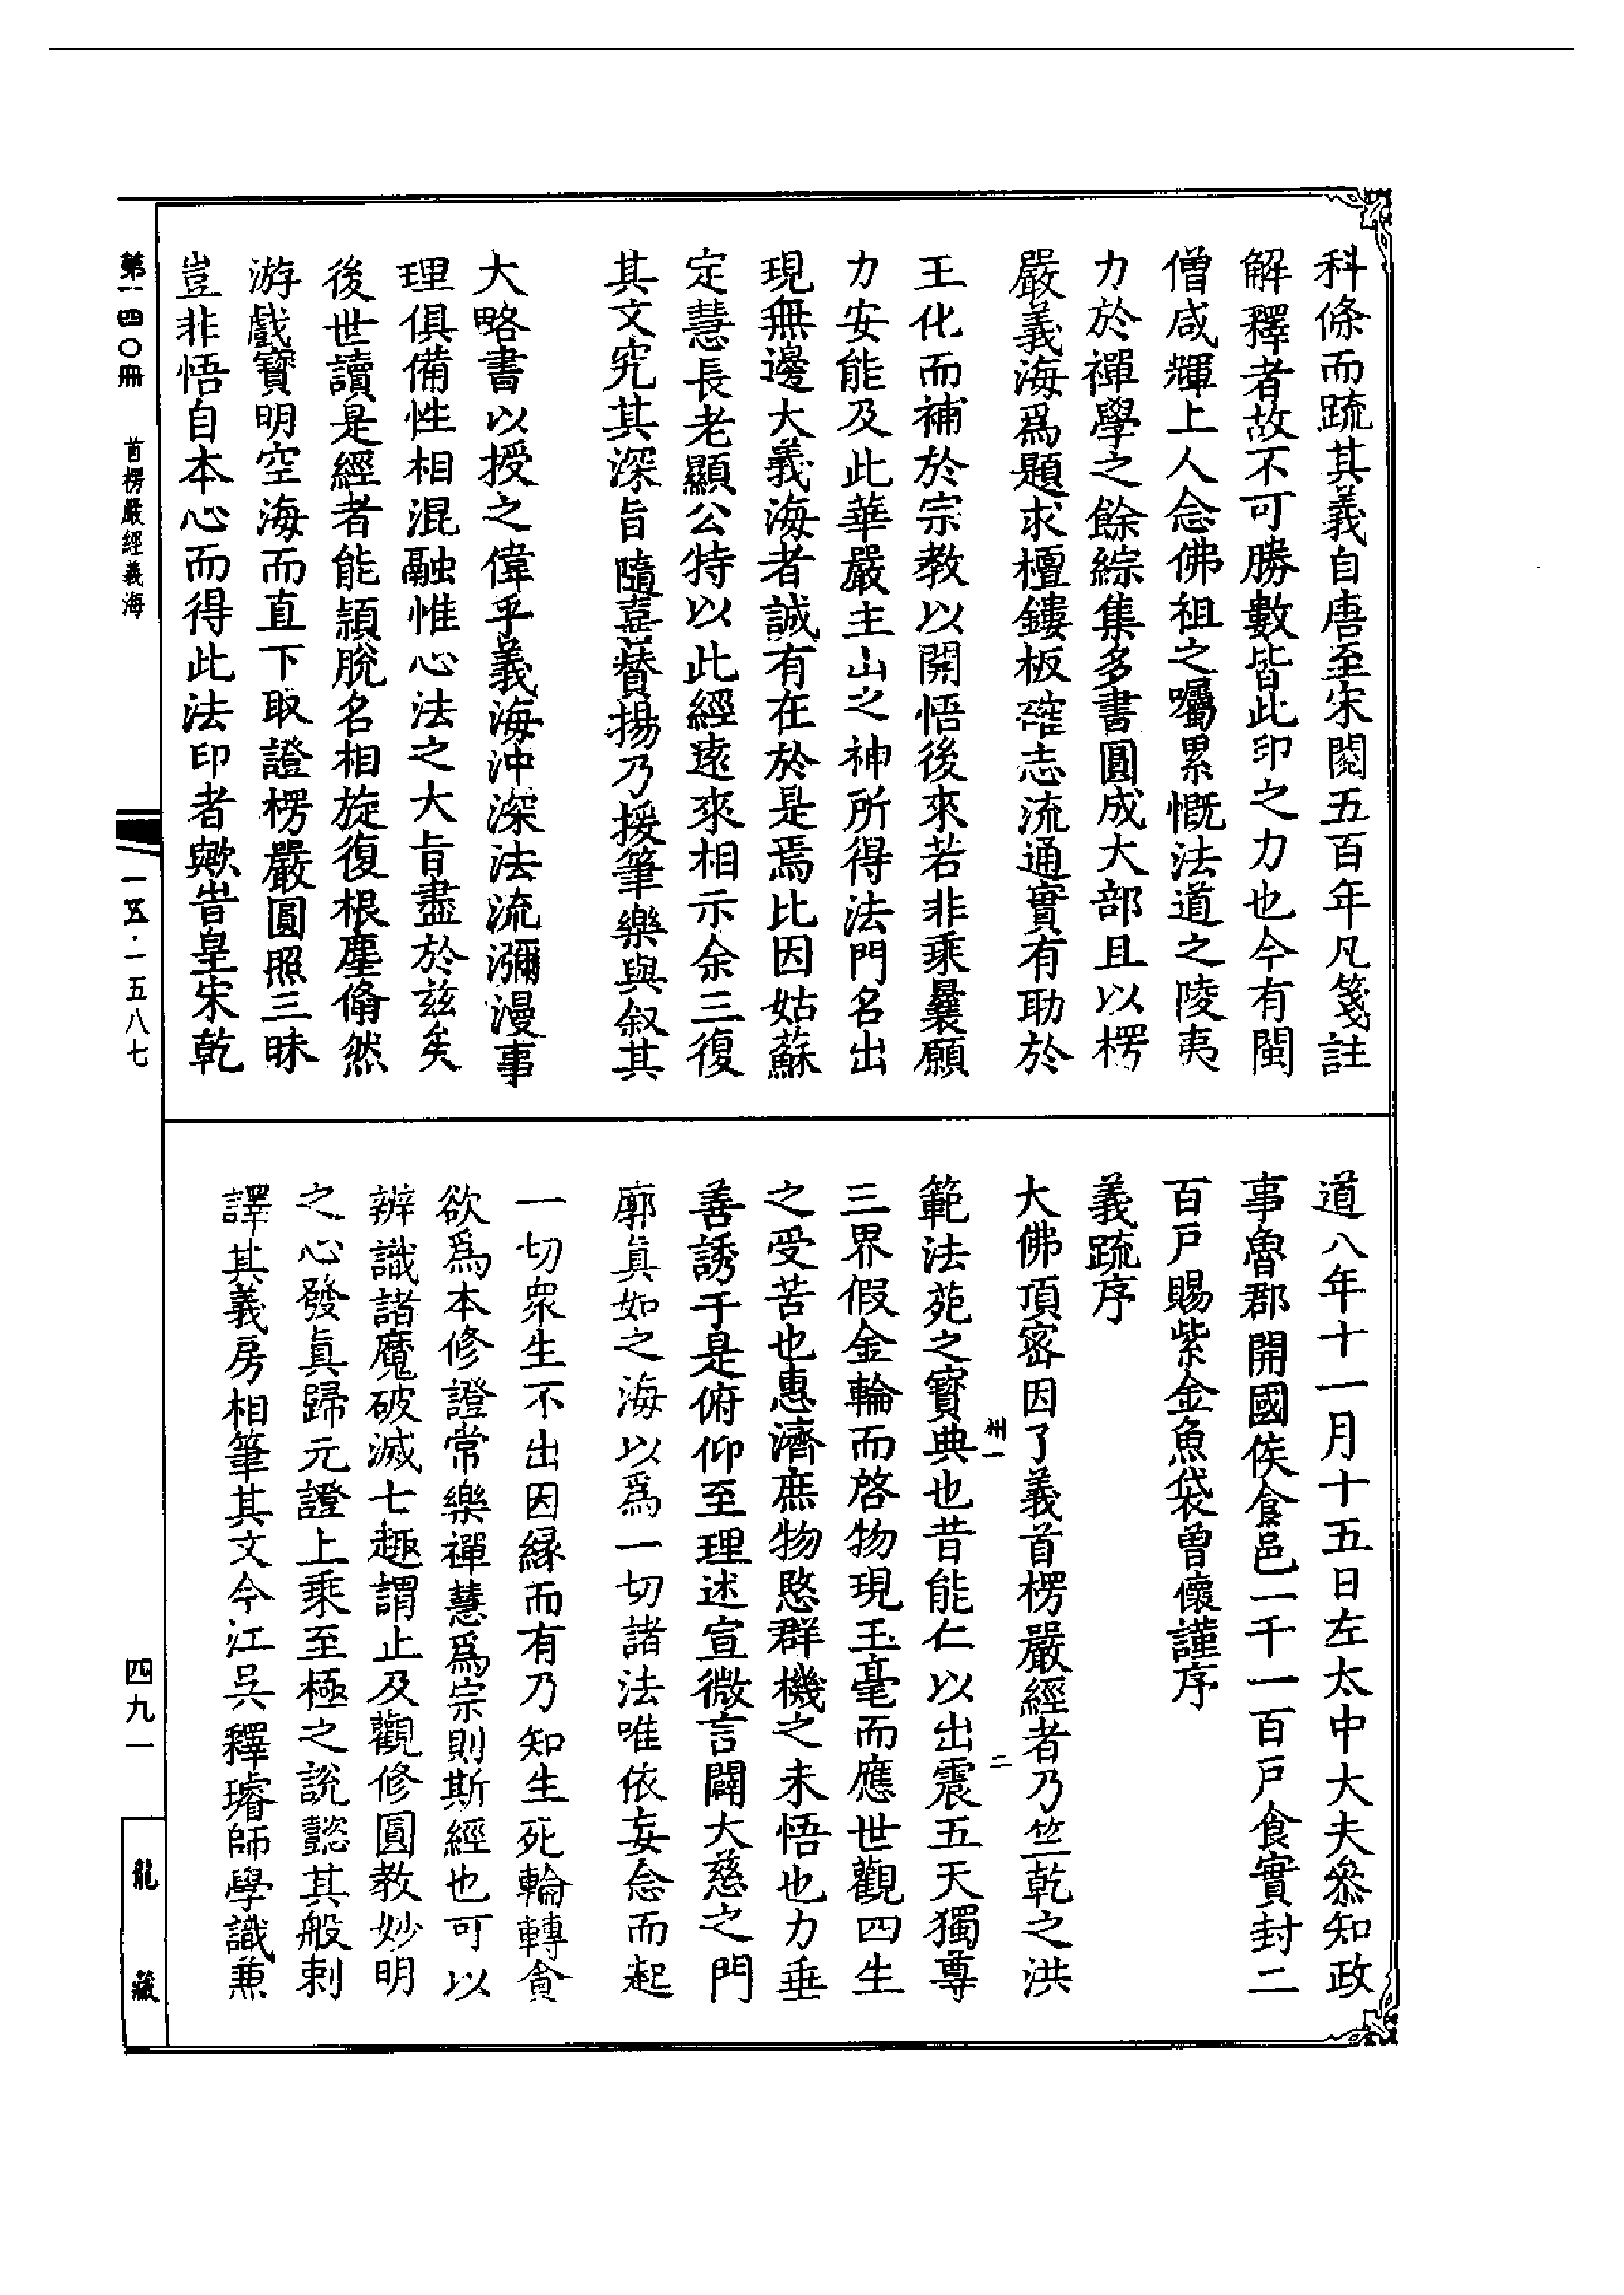 科條而疏其義自唐至宋閱五百年凡箋註
解釋者故不可勝數皆此印之力也今有閩
僧咸輝上人念佛祖之囑累慨法道之陵夷
力於禪學之餘綜集多書圓成大部且以楞
嚴義海爲題求檀鏤板確志流通實有助於
王化而補於宗教以開悟後來若非乘曩願
力安能及此華嚴主山之神所得法門名出
現無邊大義海者誠有在於是焉比因姑蘇
定慧長老顯公特以此經遠來相示余三復
其文究其深旨隨喜贊揚乃援筆樂與叙其
大略書以授之偉乎義海沖深法流瀰漫事
理俱備性相混融惟心法之大旨盡於茲矣
後世讀是經者能頴脫名相旋復根塵翛然
游戲寶明空海而直下取證楞嚴圓照三昧
豈非悟自本心而得此法印者歟旹皇宋乾
道八年十一月十五日左太中大夫叅知政
事魯郡開國侯食邑一千一百戶食實封二
百戶賜紫金魚袋曾懷謹序
義疏序
大佛頂密因了義首楞嚴經者乃竺乾之洪
範法苑之寳典也昔能仁以出震五天獨尊
三界假金輪而啓物現玉毫而應世觀四生
之受苦也惠濟庶物愍群機之未悟也力垂
善誘于是俯仰至理述宣微言闢大慈之門
廓眞如之海以爲一切諸法唯依妄念而起
一切衆生不出因緣而有乃知生死輪轉貪
欲爲本修證常樂禪慧爲宗則斯經也可以
辨識諸魔破滅七趣謂止及觀修圓教妙明
之心發眞歸元證上乘至極之說懿其般剌
譯其義房相筆其文今江吳釋璿師學識兼
州一
二
第一四〇冊
首楞嚴經義海
一五·一五八七
四九一
龍藏